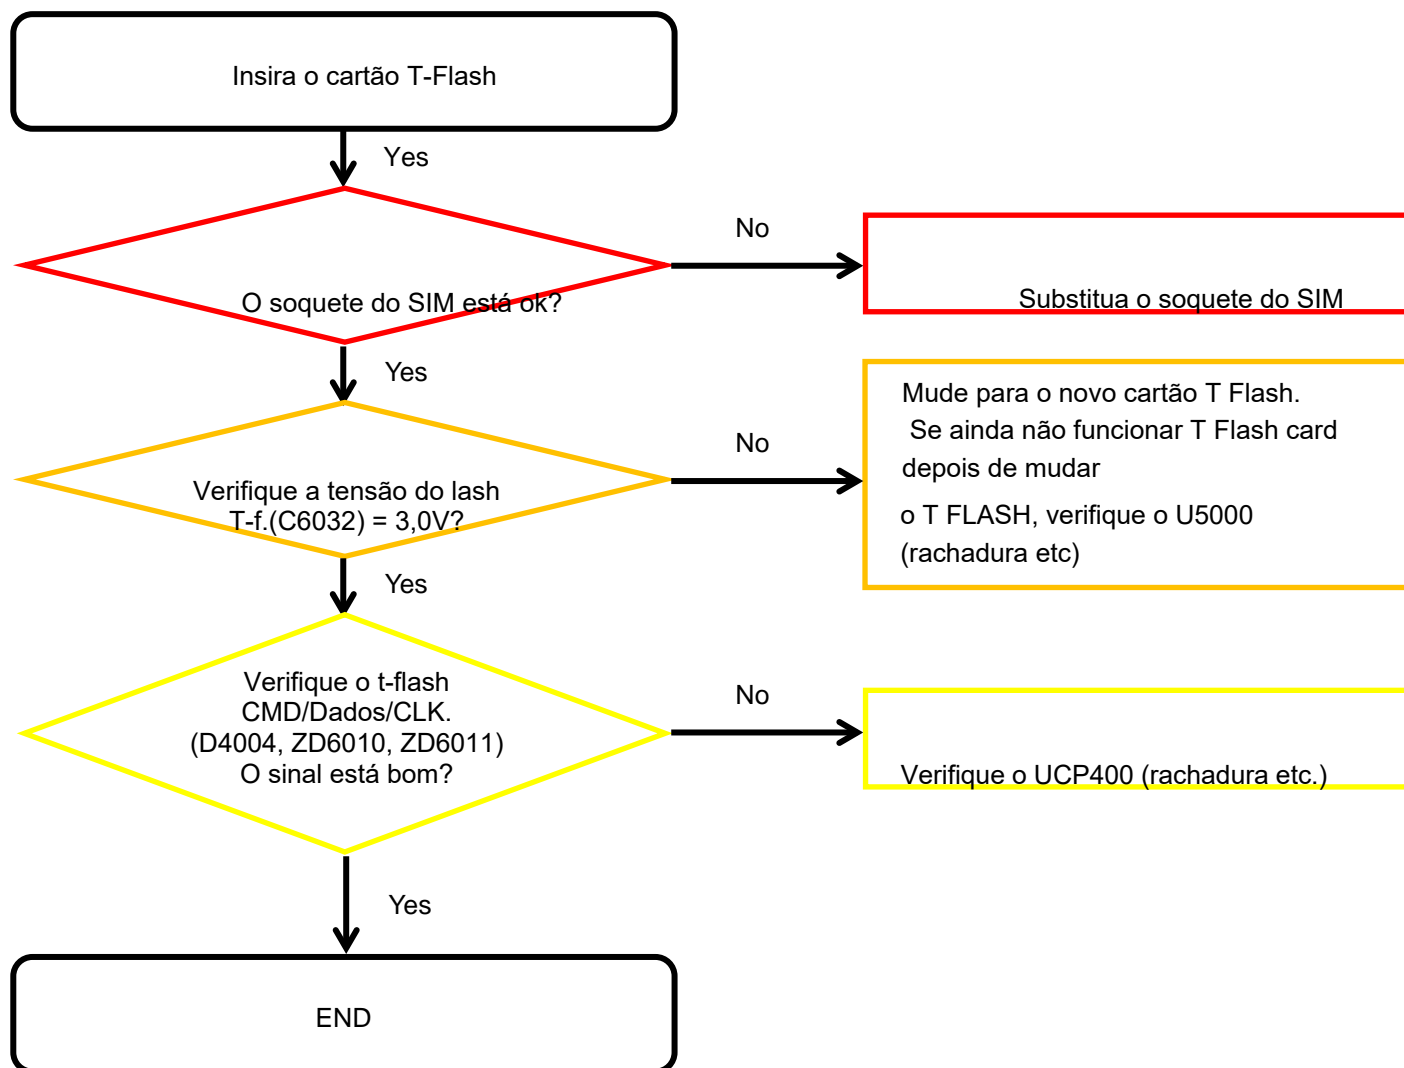 Insira o cartão T-Flash
Yes
O soquete do SIM está ok?
No
Substitua o soquete do SIM
Yes
Verifique a tensão do lash
T-f.(C6032) = 3,0V?
No
Mude para o novo cartão T Flash.
Se ainda não funcionar T Flash card
depois de mudar
o T FLASH, verifique o U5000
(rachadura etc)
Yes
Verifique o t-flash
CMD/Dados/CLK.
(D4004, ZD6010, ZD6011)
O sinal está bom?
No
Verifique o UCP400 (rachadura etc.)
Yes
END